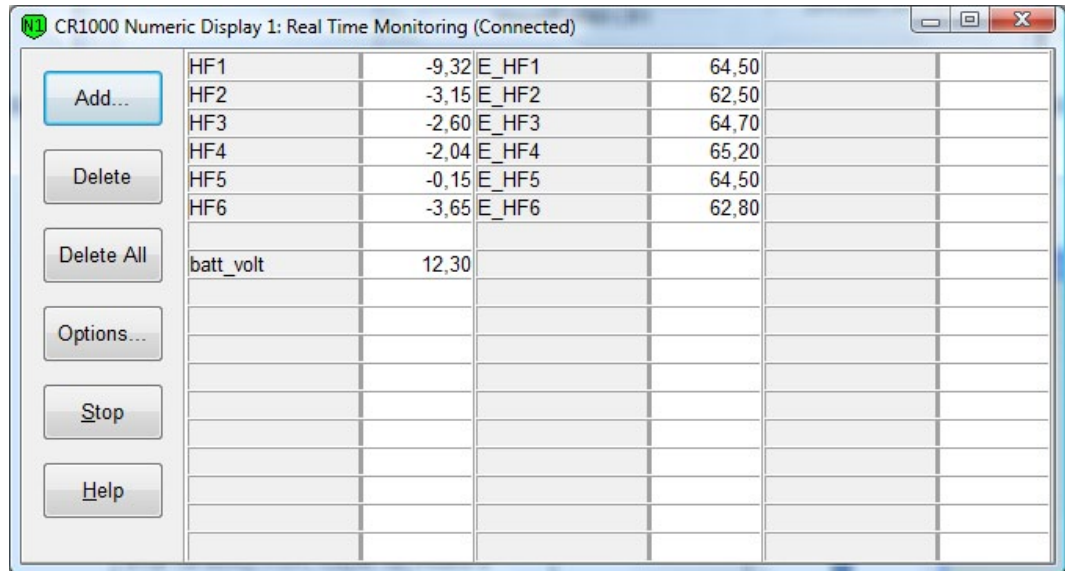 N1 CR1000 Numeric Display 1: Real Time Monitoring (Connected)
Add...
Delete
Delete All
Options...
Stop
Help
HF1 -9,32 E_HF1 64,50
HF2 -3,15 E_HF2 62,50
HF3 -2,60 E_HF3 64,70
HF4 -2,04 E_HF4 65,20
HF5 -0,15 E_HF5 64,50
HF6 -3,65 E_HF6 62,80
batt_volt 12,30